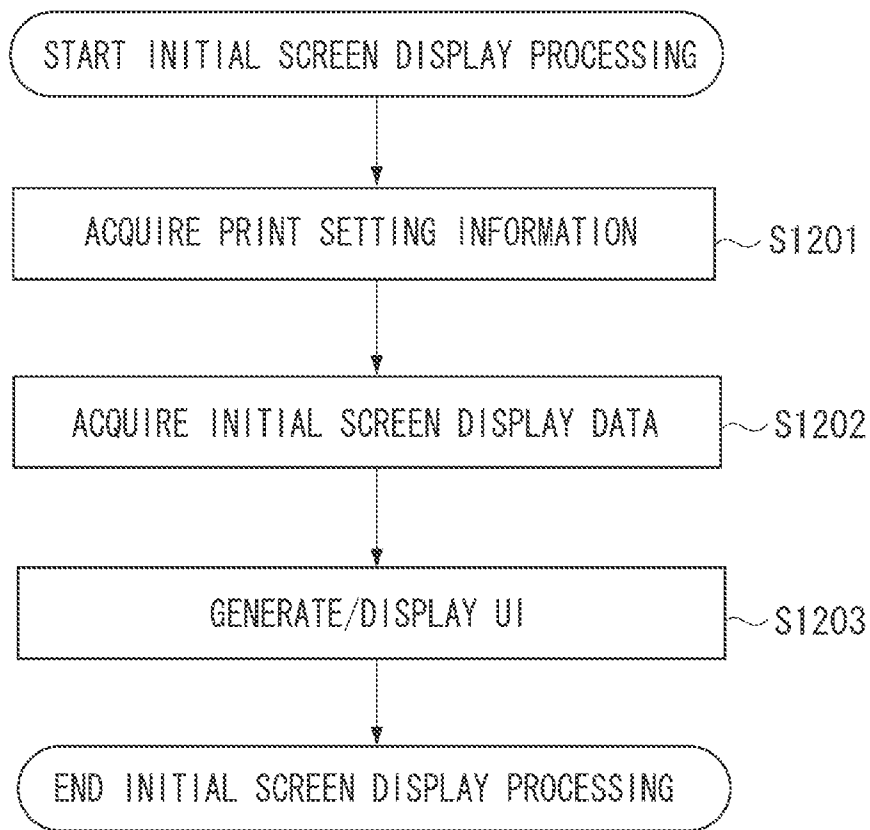 START INITIAL SCREEN DISPLAY PROCESSING
ACQUIRE PRINT SETTING INFORMATION
S1201
ACQUIRE INITIAL SCREEN DISPLAY DATA
S1202
GENERATE/DISPLAY UI
S1203
END INITIAL SCREEN DISPLAY PROCESSING